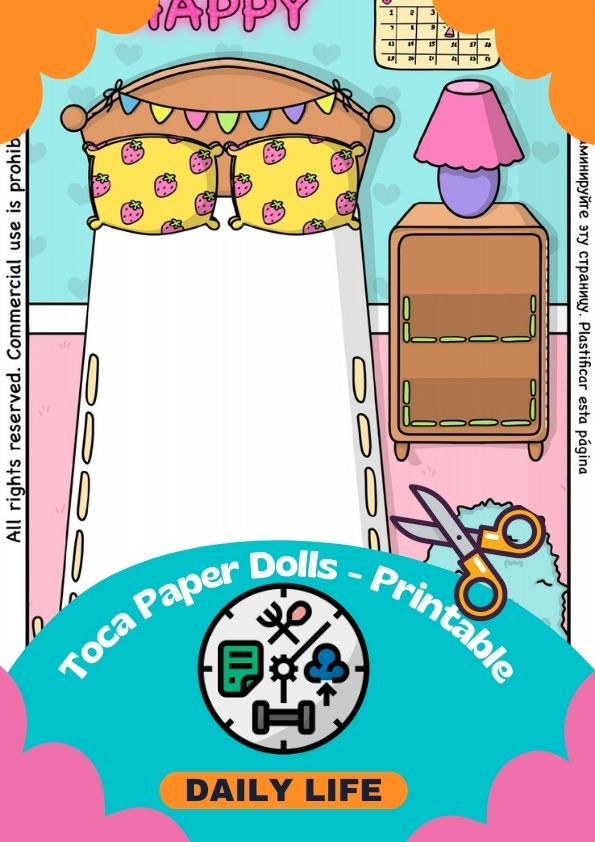 HAPPY
All rights reserved. Commercial use is prohib
аминируйте эту страницу. Plastificar esta página
Toca Paper Dolls - Printable
DAILY LIFE